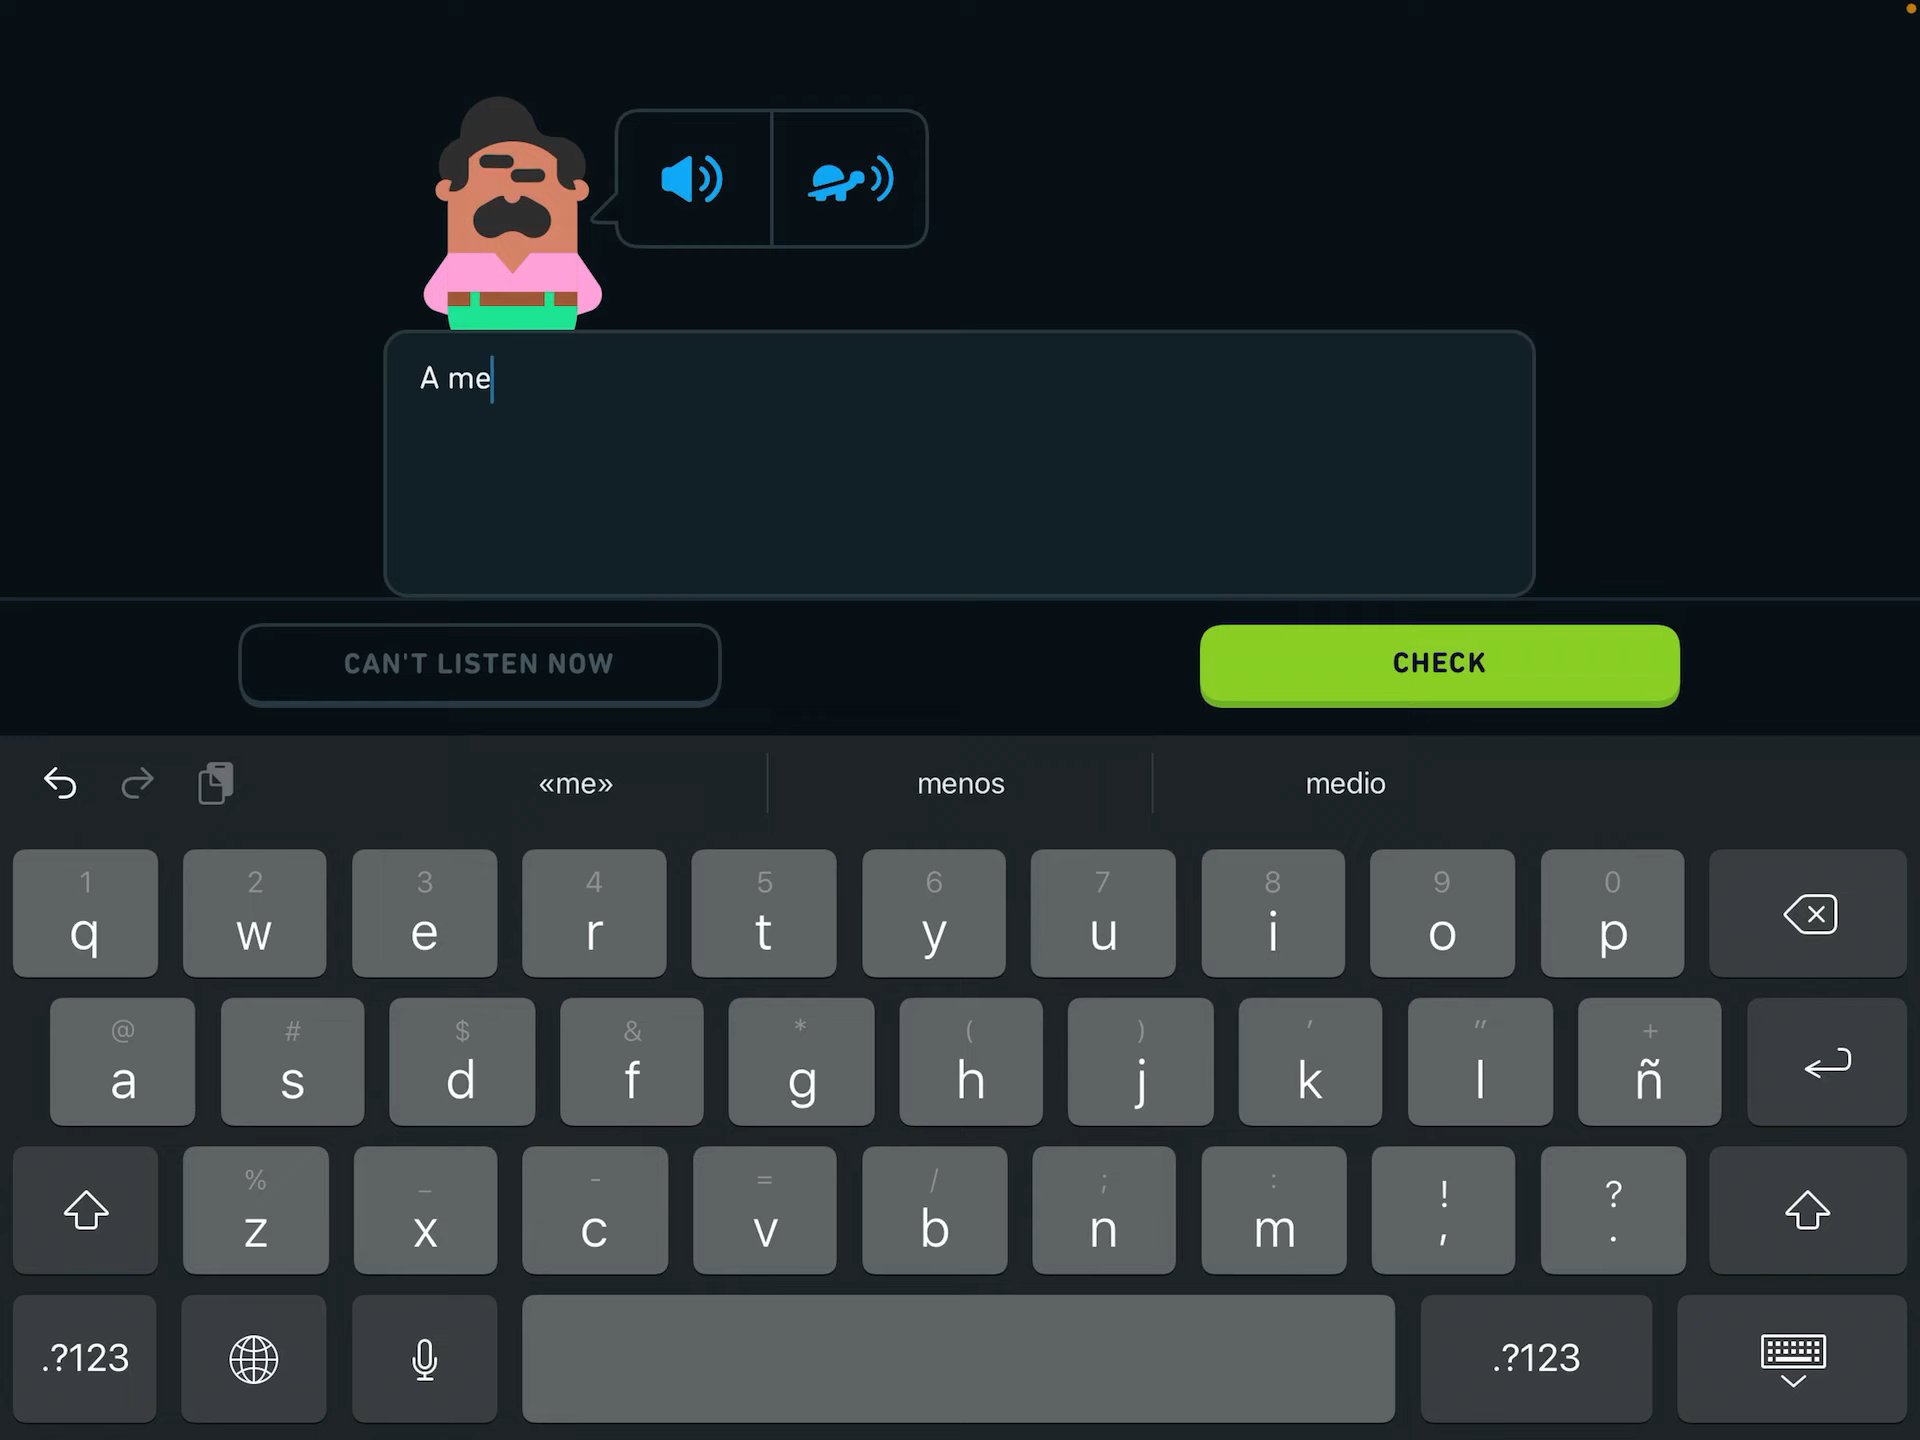 A me
CAN'T LISTEN NOW
CHECK
«me» menos medio
1 2 3 4 5 6 7 8 9 0
q w e r t y u i o p
@ # $ & * ( ) ' " +
a s d f g h j k l ñ
% _ - = / ; : ! ?
z x c v b n m , .
.?123 .?123